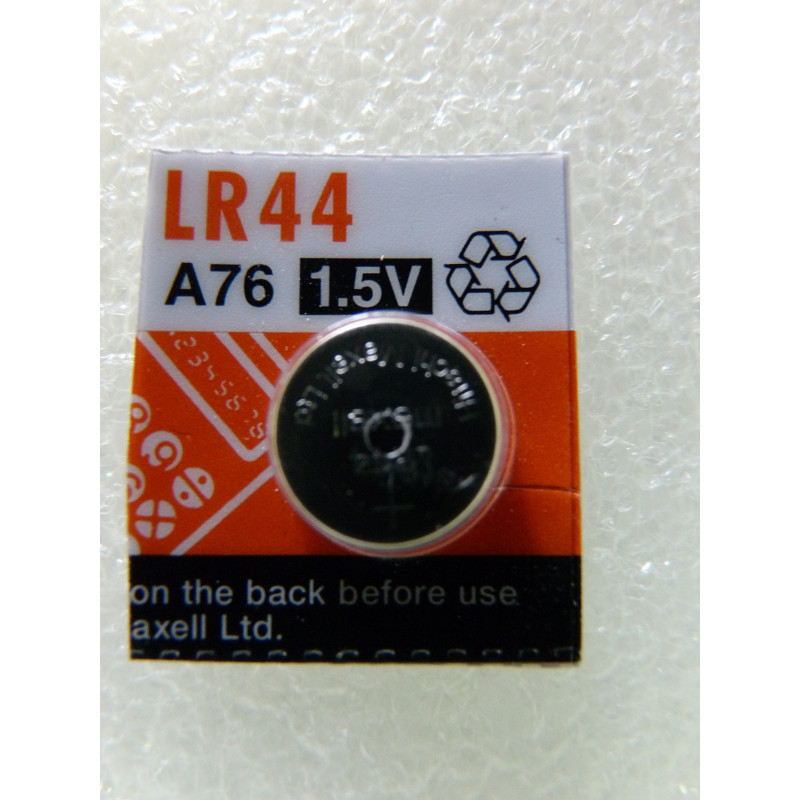 LR44
A76 1.5V
on the back before use
axell Ltd.